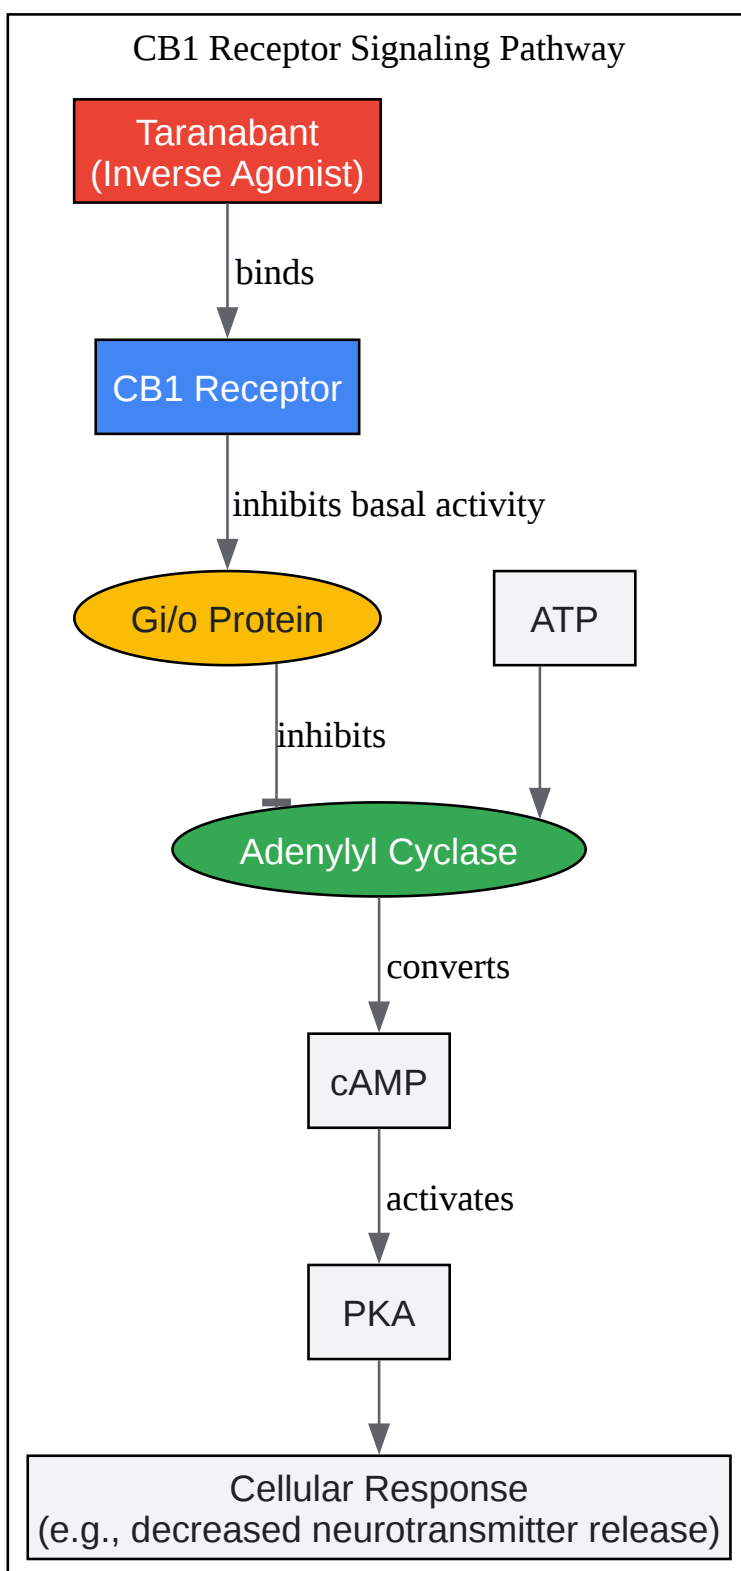 CB1 Receptor Signaling Pathway
Taranabant
(Inverse Agonist)
binds
CB1 Receptor
inhibits basal activity
Gi/o Protein
ATP
inhibits
Adenylyl Cyclase
converts
cAMP
activates
PKA
Cellular Response
(e.g., decreased neurotransmitter release)